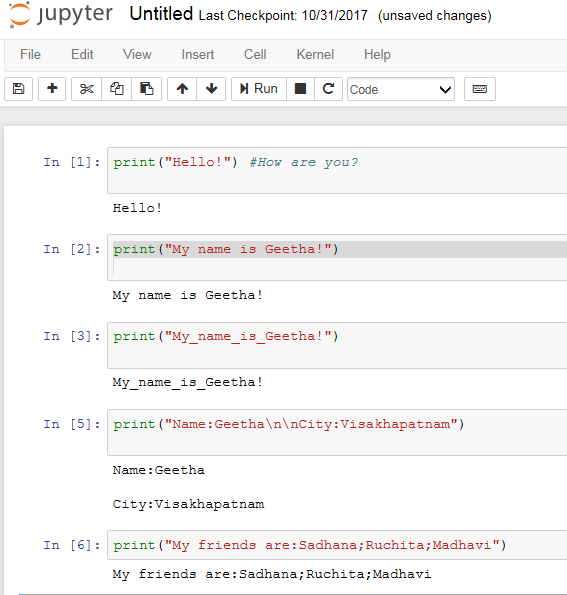 jupyter Untitled Last Checkpoint: 10/31/2017 (unsaved changes)
File Edit View Insert Cell Kernel Help
Run Code
In [1]: print("Hello!") #How are you?
Hello!
In [2]: print("My name is Geetha!")
My name is Geetha!
In [3]: print("My_name_is_Geetha!")
My_name_is_Geetha!
In [5]: print("Name:Geetha\n\nCity:Visakhapatnam")
Name:Geetha
City:Visakhapatnam
In [6]: print("My friends are:Sadhana;Ruchita;Madhavi")
My friends are:Sadhana;Ruchita;Madhavi